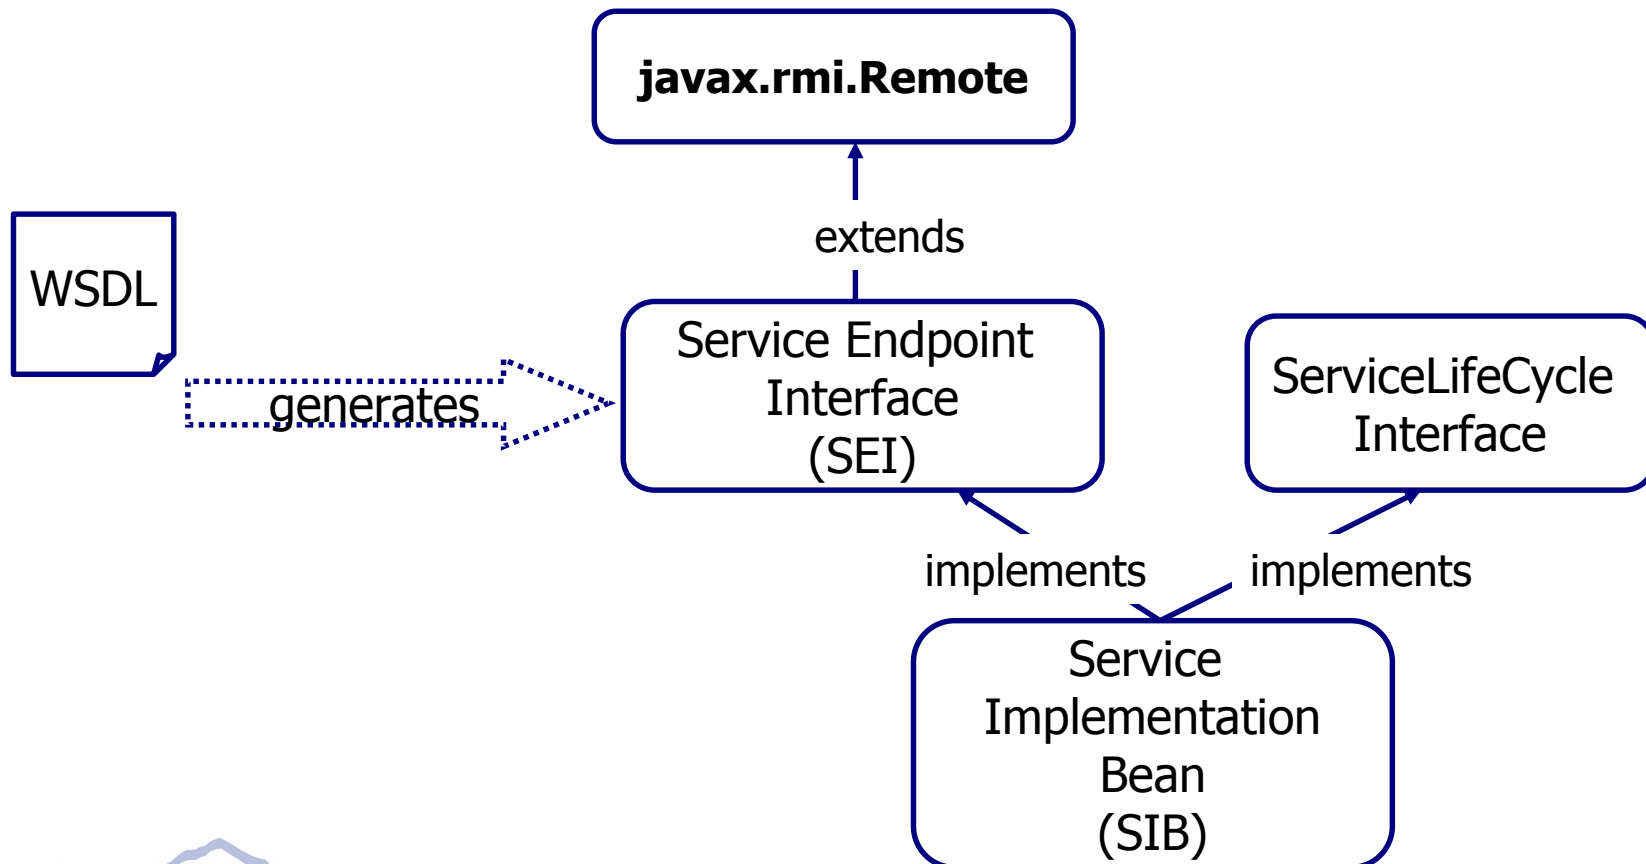 javax.rmi.Remote
extends
WSDL
generates
Service Endpoint
Interface
(SEI)
ServiceLifeCycle
Interface
implements
implements
Service
Implementation
Bean
(SIB)